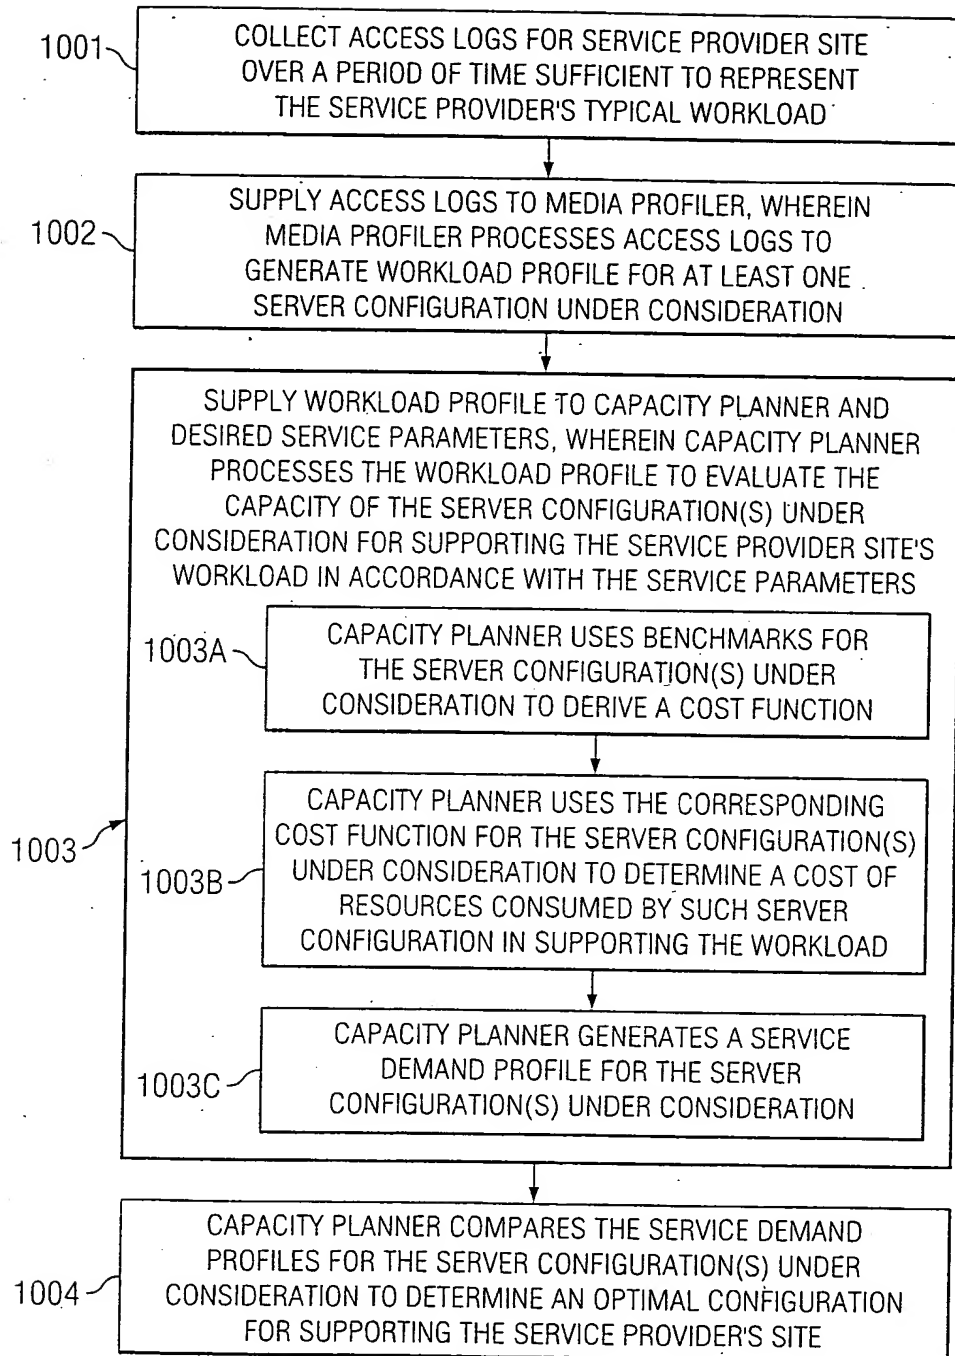 1001
COLLECT ACCESS LOGS FOR SERVICE PROVIDER SITE
OVER A PERIOD OF TIME SUFFICIENT TO REPRESENT
THE SERVICE PROVIDER'S TYPICAL WORKLOAD
1002
SUPPLY ACCESS LOGS TO MEDIA PROFILER, WHEREIN
MEDIA PROFILER PROCESSES ACCESS LOGS TO
GENERATE WORKLOAD PROFILE FOR AT LEAST ONE
SERVER CONFIGURATION UNDER CONSIDERATION
1003
SUPPLY WORKLOAD PROFILE TO CAPACITY PLANNER AND
DESIRED SERVICE PARAMETERS, WHEREIN CAPACITY PLANNER
PROCESSES THE WORKLOAD PROFILE TO EVALUATE THE
CAPACITY OF THE SERVER CONFIGURATION(S) UNDER
CONSIDERATION FOR SUPPORTING THE SERVICE PROVIDER SITE'S
WORKLOAD IN ACCORDANCE WITH THE SERVICE PARAMETERS
1003A
CAPACITY PLANNER USES BENCHMARKS FOR
THE SERVER CONFIGURATION(S) UNDER
CONSIDERATION TO DERIVE A COST FUNCTION
1003B
CAPACITY PLANNER USES THE CORRESPONDING
COST FUNCTION FOR THE SERVER CONFIGURATION(S)
UNDER CONSIDERATION TO DETERMINE A COST OF
RESOURCES CONSUMED BY SUCH SERVER
CONFIGURATION IN SUPPORTING THE WORKLOAD
1003C
CAPACITY PLANNER GENERATES A SERVICE
DEMAND PROFILE FOR THE SERVER
CONFIGURATION(S) UNDER CONSIDERATION
1004
CAPACITY PLANNER COMPARES THE SERVICE DEMAND
PROFILES FOR THE SERVER CONFIGURATION(S) UNDER
CONSIDERATION TO DETERMINE AN OPTIMAL CONFIGURATION
FOR SUPPORTING THE SERVICE PROVIDER'S SITE